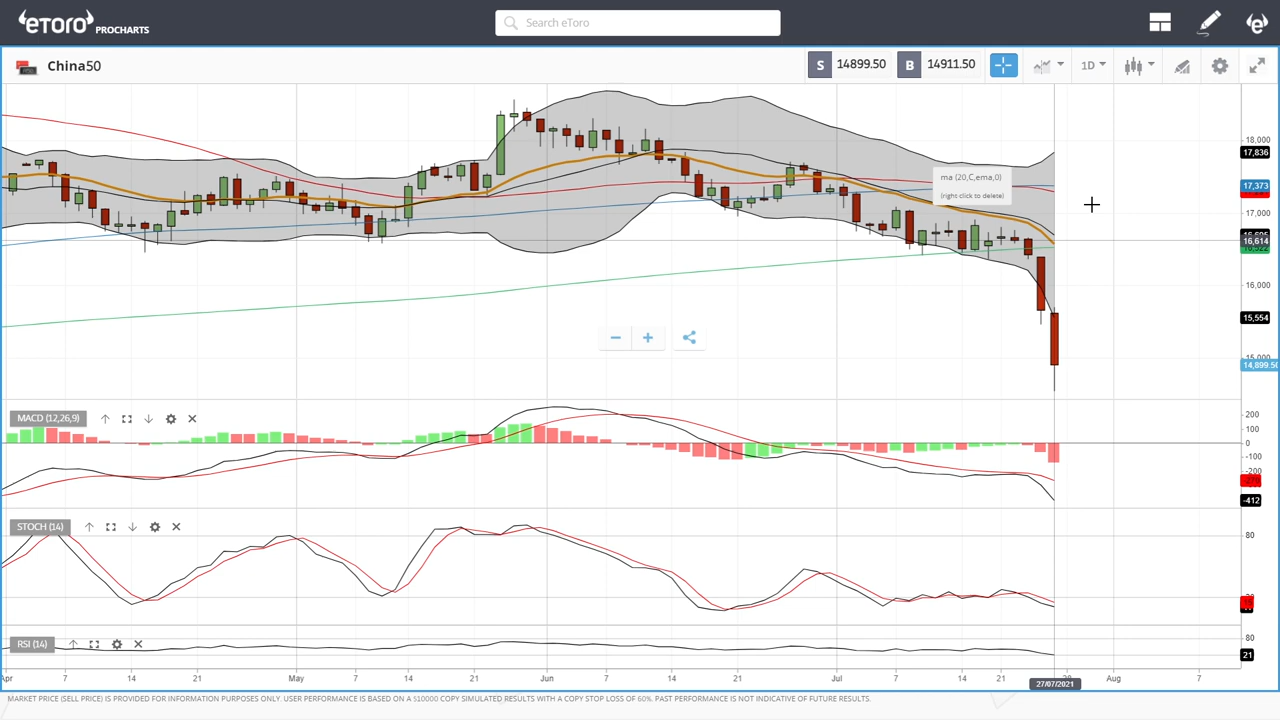 eToro PROCHARTS
Search eToro
China50
S 14899.50 B 14911.50
1D
18,000
17,836
ma (20,C,ema,0)
(right click to delete)
17,373
17,000
16,614
16,000
15,554
15,000
14,899.50
MACD (12,26,9)
200
100
0
-100
-200
-412
STOCH (14)
80
RSI (14)
80
21
Apr 7 14 21 May 7 14 21 Jun 7 14 21 Jul 7 14 21 Aug 7
27/07/2021
MARKET PRICE (SELL PRICE) IS PROVIDED FOR INFORMATION PURPOSES ONLY. USER PERFORMANCE IS BASED ON A $10000 COPY SIMULATED RESULTS WITH A COPY STOP LOSS OF 60%. PAST PERFORMANCE IS NOT INDICATIVE OF FUTURE RESULTS.